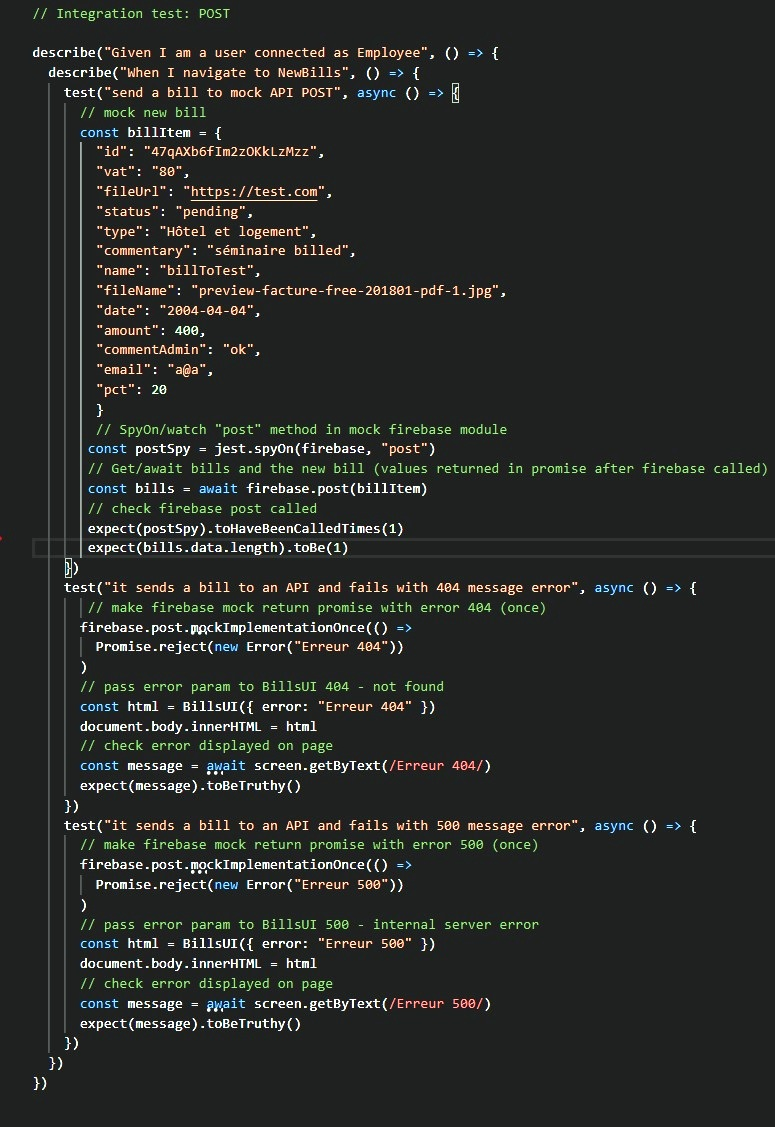 // Integration test: POST
describe("Given I am a user connected as Employee", () => {
describe("When I navigate to NewBills", () => {
test("send a bill to mock API POST", async () => {
// mock new bill
const billItem = {
"id": "47qAXb6fIm2zOKkLzMzz",
"vat": "80",
"fileUrl": "https://test.com",
"status": "pending",
"type": "Hôtel et logement",
"commentary": "séminaire billed",
"name": "billToTest",
"fileName": "preview-facture-free-201801-pdf-1.jpg",
"date": "2004-04-04",
"amount": 400,
"commentAdmin": "ok",
"email": "a@a",
"pct": 20
}
// SpyOn/watch "post" method in mock firebase module
const postSpy = jest.spyOn(firebase, "post")
// Get/await bills and the new bill (values returned in promise after firebase called)
const bills = await firebase.post(billItem)
// check firebase post called
expect(postSpy).toHaveBeenCalledTimes(1)
expect(bills.data.length).toBe(1)
})
test("it sends a bill to an API and fails with 404 message error", async () => {
// make firebase mock return promise with error 404 (once)
firebase.post.mockImplementationOnce(() =>
Promise.reject(new Error("Erreur 404"))
)
// pass error param to BillsUI 404 - not found
const html = BillsUI({ error: "Erreur 404" })
document.body.innerHTML = html
// check error displayed on page
const message = await screen.getByText(/Erreur 404/)
expect(message).toBeTruthy()
})
test("it sends a bill to an API and fails with 500 message error", async () => {
// make firebase mock return promise with error 500 (once)
firebase.post.mockImplementationOnce(() =>
Promise.reject(new Error("Erreur 500"))
)
// pass error param to BillsUI 500 - internal server error
const html = BillsUI({ error: "Erreur 500" })
document.body.innerHTML = html
// check error displayed on page
const message = await screen.getByText(/Erreur 500/)
expect(message).toBeTruthy()
})
})
})